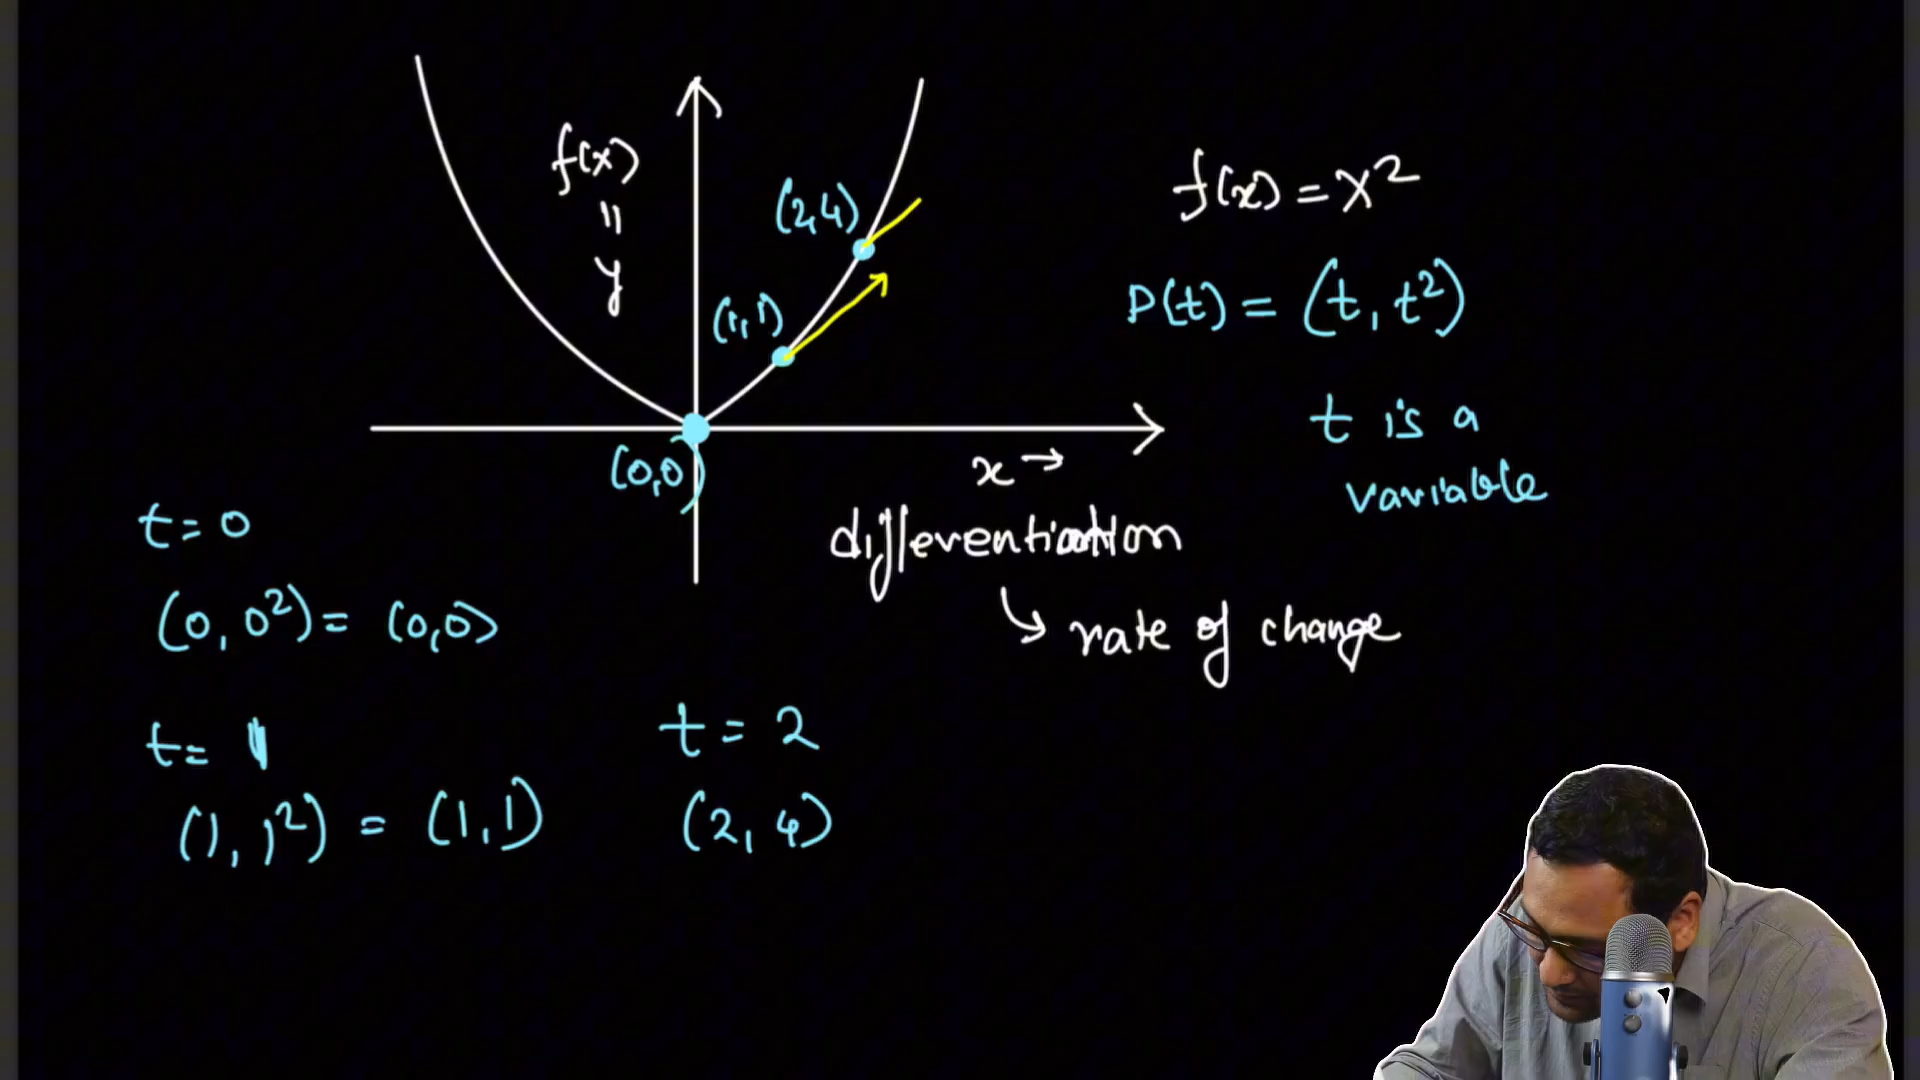 f(x)
=
y
(2,4)
(1,1)
(0,0)
x →
f(x) = x²
P(t) = (t, t²)
t is a
variable
differentiation
↳ rate of change
t = 0
(0, 0²) = (0,0)
t = 1
(1, 1²) = (1,1)
t = 2
(2, 4)